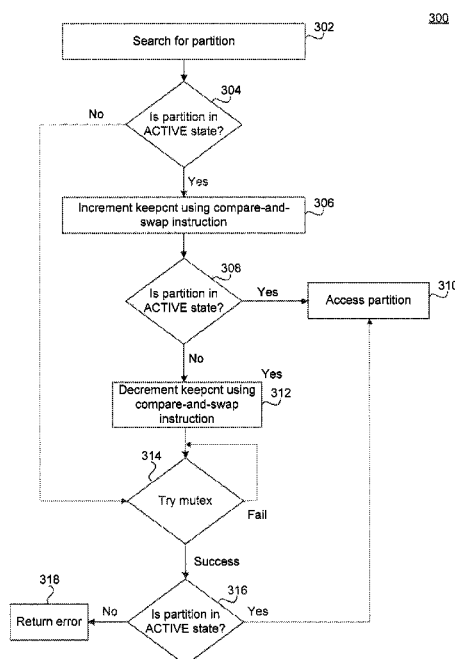 300
Search for partition
302
304
No
Is partition in
ACTIVE state?
Yes
Increment keepcnt using compare-and-
swap instruction
306
308
Is partition in
ACTIVE state?
Yes
Access partition
310
No
Yes
Decrement keepcnt using
compare-and-swap
instruction
312
314
Try mutex
Fail
Success
318
316
Return error
No
Is partition in
ACTIVE state?
Yes